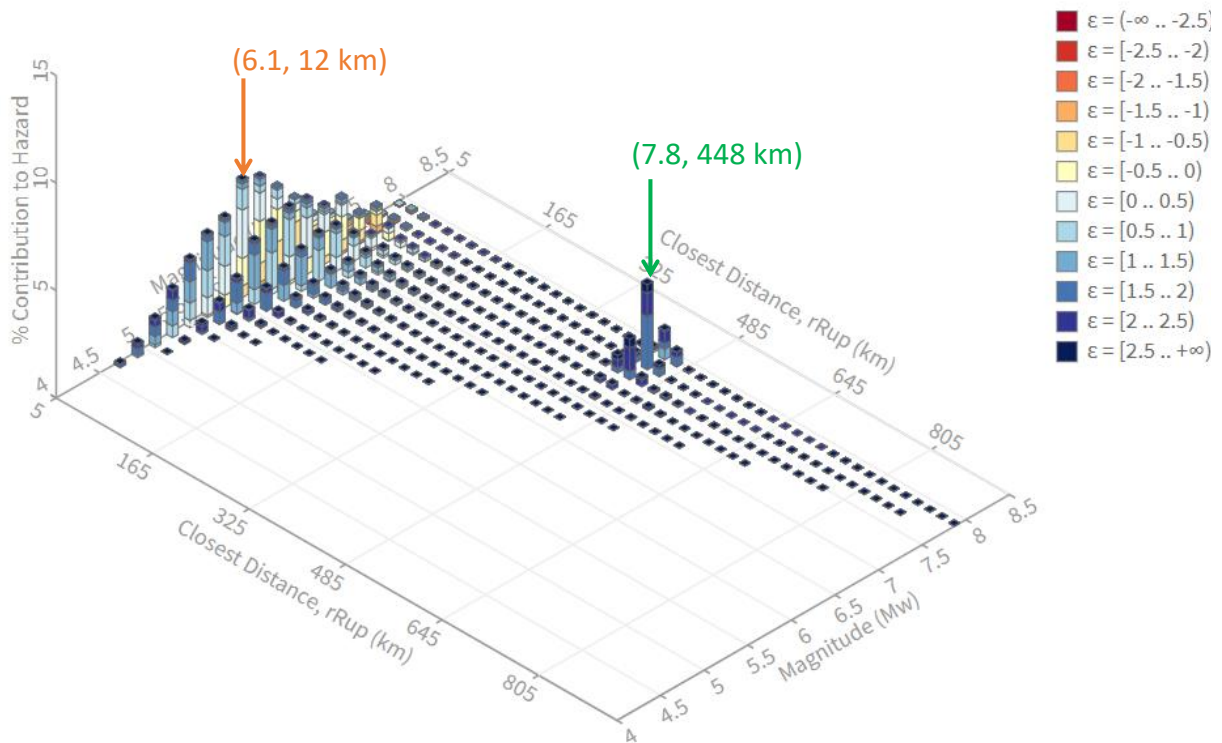 (6.1, 12 km)
(7.8, 448 km)
15
10
5
% Contribution to Hazard
4
4.5
5
8
8.5
5
165
325
485
645
805
Closest Distance, rRup (km)
5
165
325
485
645
805
Closest Distance, rRup (km)
4
4.5
5
5.5
6
6.5
7
7.5
8
8.5
Magnitude (Mw)
ε = (-∞ .. -2.5)
ε = [-2.5 .. -2)
ε = [-2 .. -1.5)
ε = [-1.5 .. -1)
ε = [-1 .. -0.5)
ε = [-0.5 .. 0)
ε = [0 .. 0.5)
ε = [0.5 .. 1)
ε = [1 .. 1.5)
ε = [1.5 .. 2)
ε = [2 .. 2.5)
ε = [2.5 .. +∞)